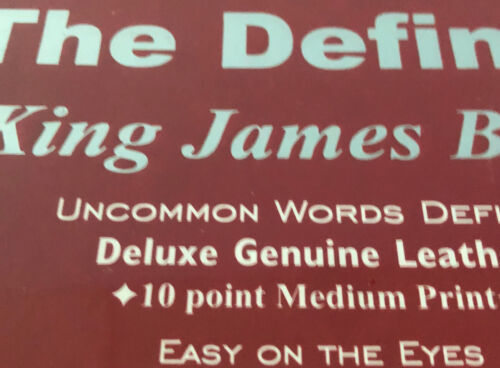 The Defin
King James B
UNCOMMON WORDS DEFI
Deluxe Genuine Leath
✦10 point Medium Print
EASY ON THE EYES